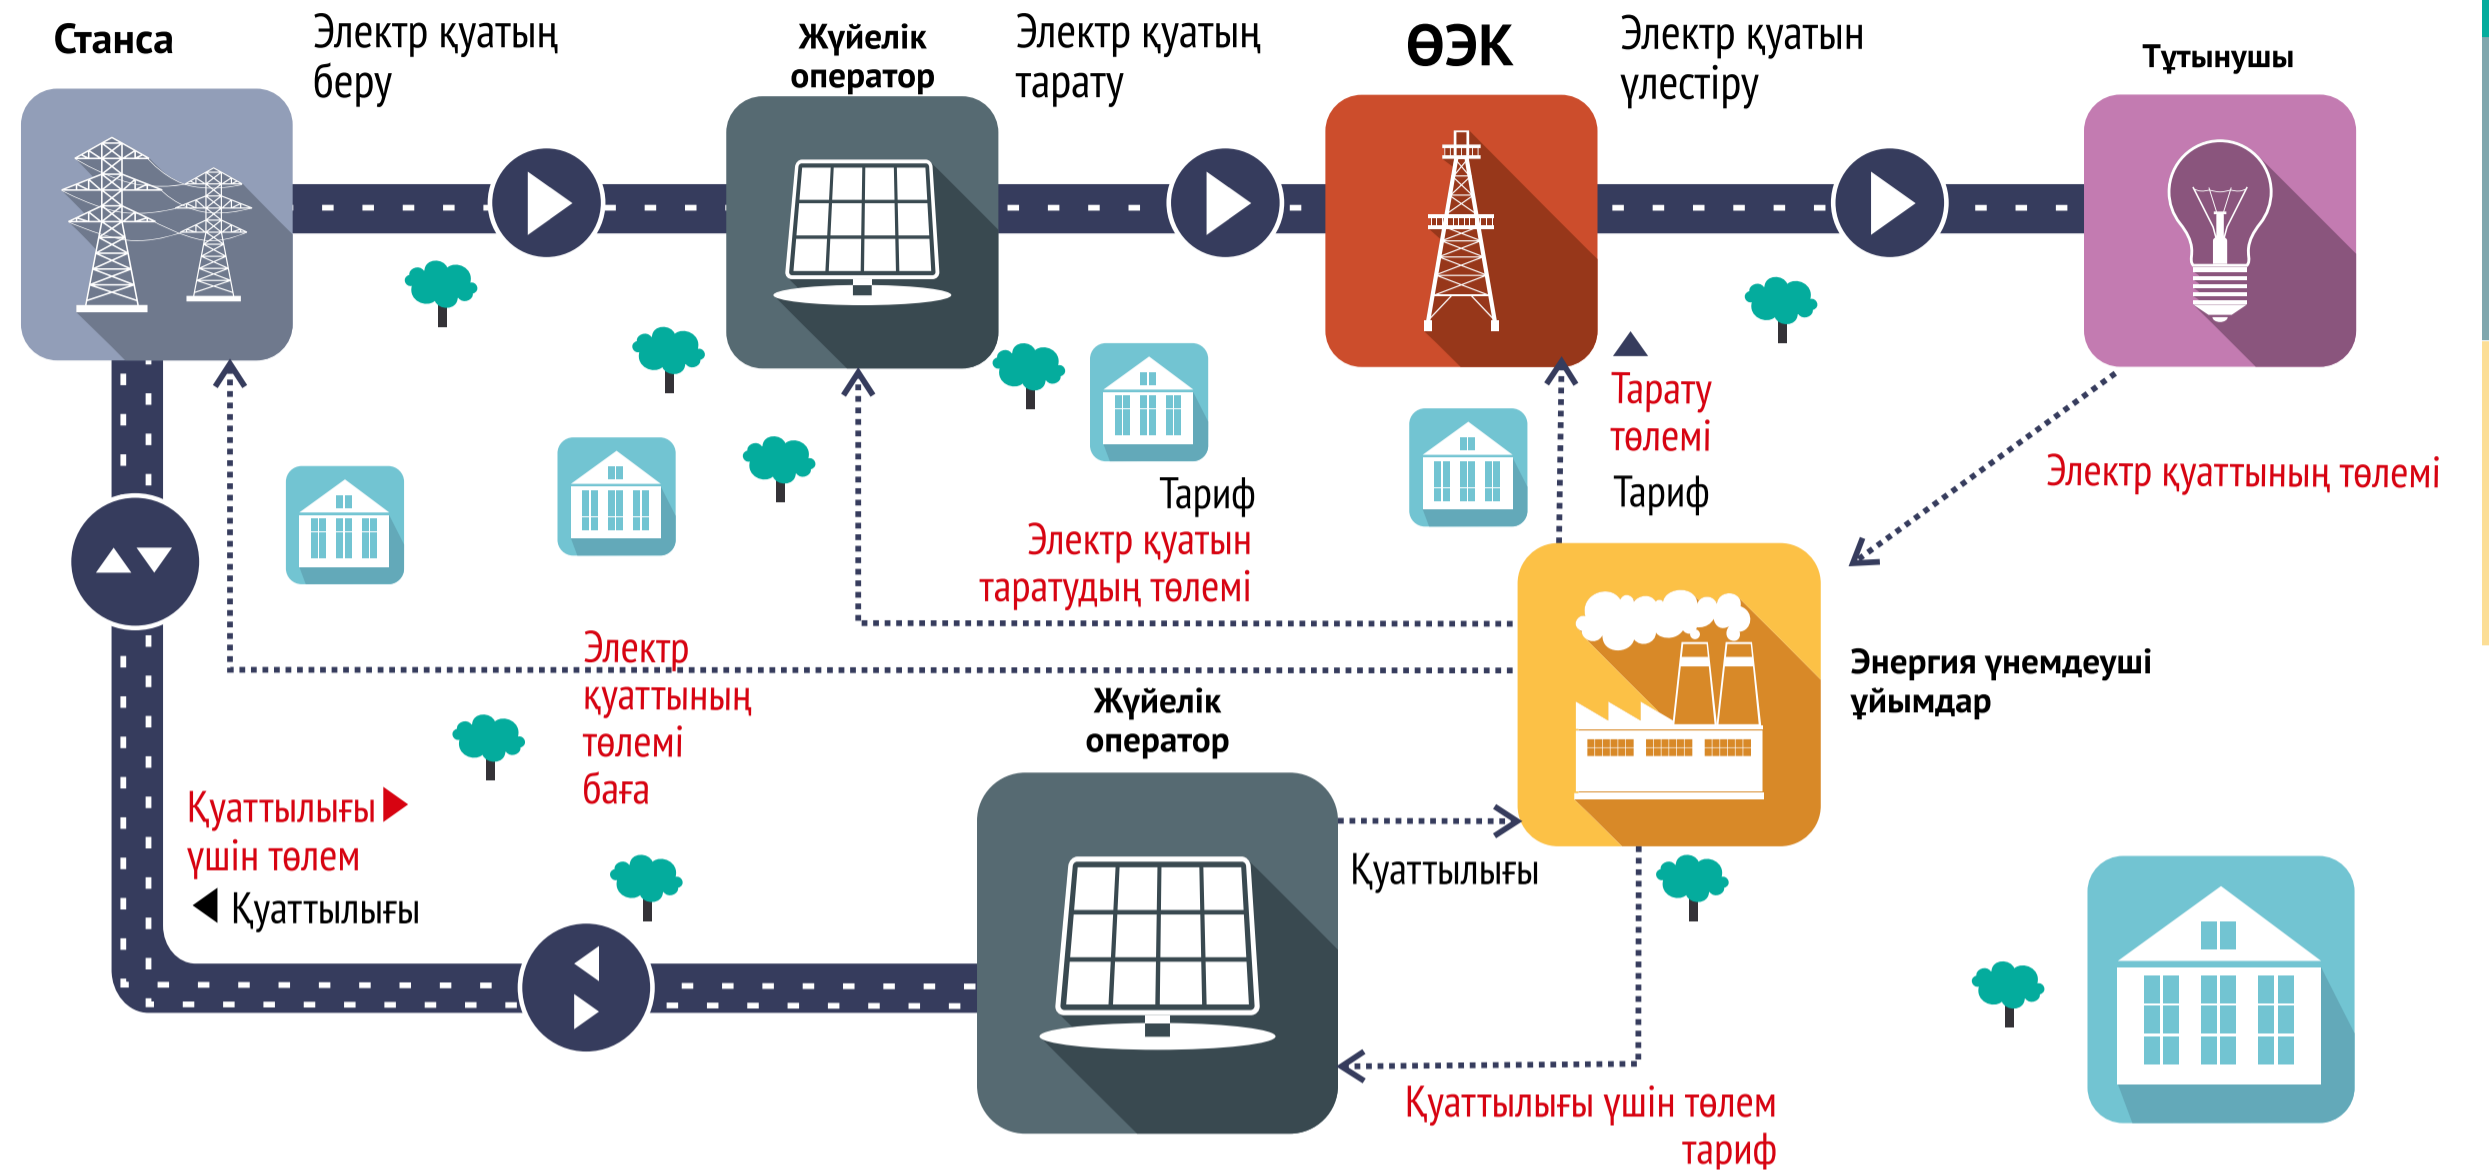 Станса
Электр қуатың
беру
Жүйелік
оператор
Электр қуатың
тарату
ӨЭК
Электр қуатын
үлестіру
Тұтынушы
Тарату
төлемі
Тариф
Электр қуаттының төлемі
Тариф
Электр қуатын
таратудың төлемі
Электр
қуаттының
төлемі
баға
Энергия үнемдеуші
ұйымдар
Жүйелік
оператор
Қуаттылығы
үшін төлем
Қуаттылығы
Қуаттылығы
Қуаттылығы үшін төлем
тариф